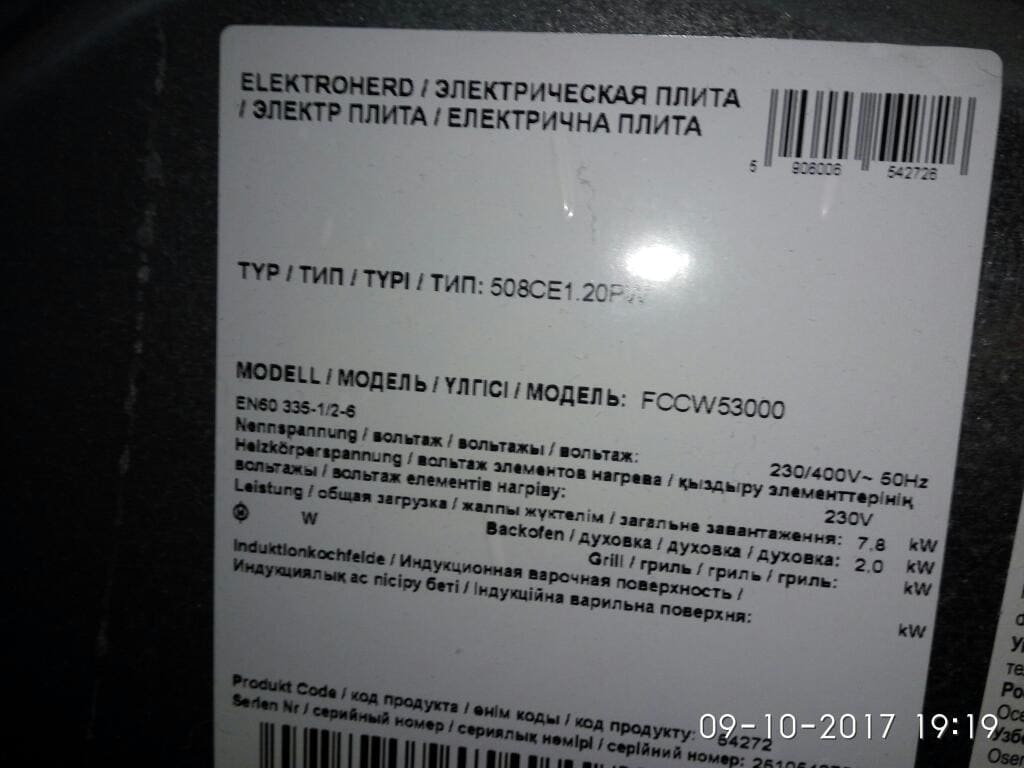 ELEKTROHERD / ЭЛЕКТРИЧЕСКАЯ ПЛИТА
/ ЭЛЕКТР ПЛИТА / ЕЛЕКТРИЧНА ПЛИТА
5 906006 542726
TYP / ТИП / ТҮРІ / ТИП: 508CE1.20PW
MODELL / МОДЕЛЬ / ҮЛГІСІ / МОДЕЛЬ: FCCW53000
EN60 335-1/2-6
Nennspannung / вольтаж / вольтажы / вольтаж: 230/400V~ 50Hz
Heizkörperspannung / вольтаж элементов нагрева / қыздыру элементтерінің
вольтажы / вольтаж елементів нагріву: 230V
Leistung / общая загрузка / жалпы жүктелім / загальне завантаження: 7.8 kW
W Backofen / духовка / духовка / духовка: 2.0 kW
Grill / гриль / гриль / гриль: kW
Induktionkochfelde / Индукционная варочная поверхность /
Индукциялық ас пісіру беті / Індукційна варильна поверхня: kW
Produkt Code / код продукта / өнім коды / код продукту: 54272
Serien Nr / серийный номер / сериялық нөмірі / серійний номер:
09-10-2017 19:19